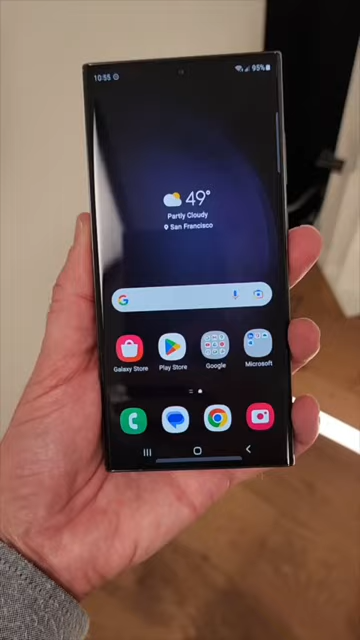 10:55
95%
49°
Partly Cloudy
San Francisco
G
Galaxy Store
Play Store
Google
Microsoft